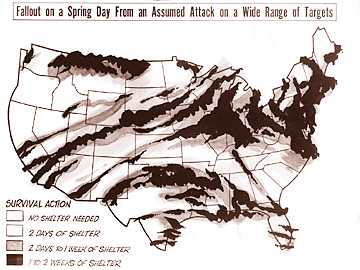 Fallout on a Spring Day From an Assumed Attack on a Wide Range of Targets
SURVIVAL ACTION
NO SHELTER NEEDED
2 DAYS OF SHELTER
2 DAYS TO 1 WEEK OF SHELTER
1 TO 2 WEEKS OF SHELTER